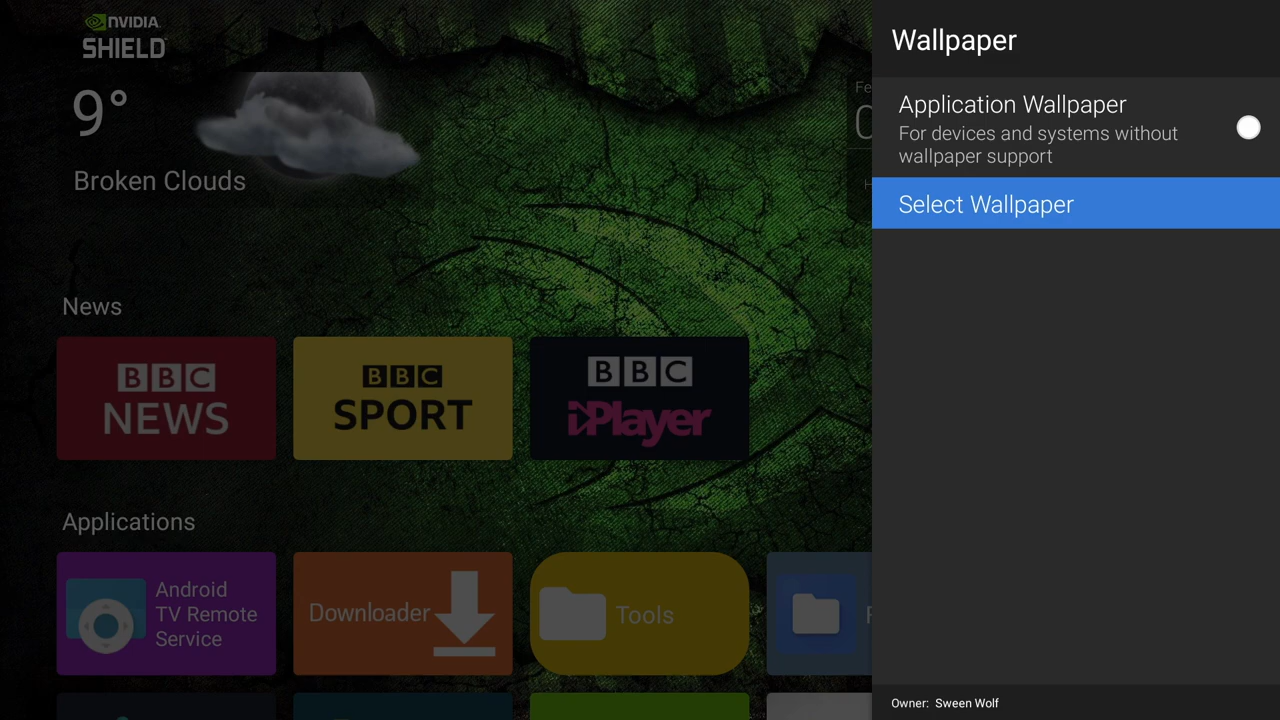 NVIDIA
SHIELD
9°
Broken Clouds
News
BBC
NEWS
BBC
SPORT
BBC
iPlayer
Applications
Android
TV Remote
Service
Downloader
Tools
Wallpaper
Application Wallpaper
For devices and systems without
wallpaper support
Select Wallpaper
Owner: Sween Wolf